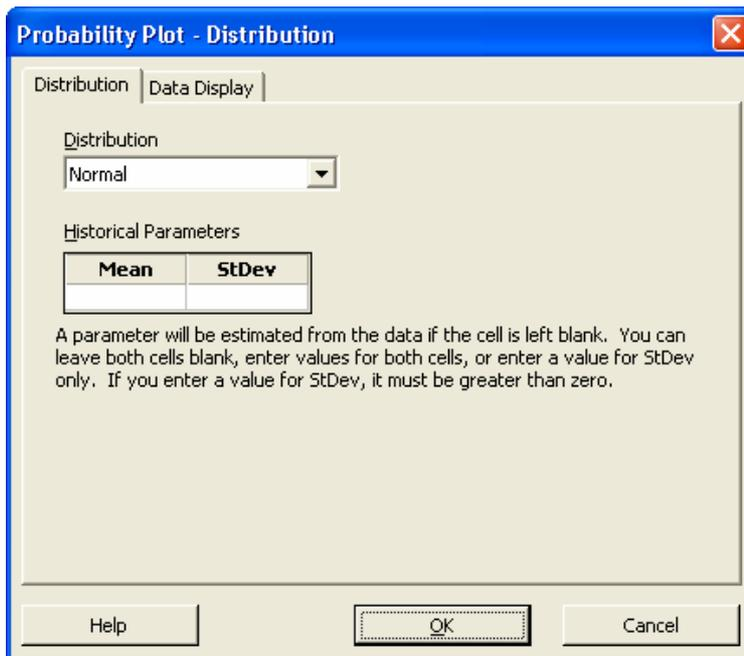 Probability Plot - Distribution
Distribution
Data Display
Distribution
Normal
Historical Parameters
Mean StDev
A parameter will be estimated from the data if the cell is left blank. You can
leave both cells blank, enter values for both cells, or enter a value for StDev
only. If you enter a value for StDev, it must be greater than zero.
Help
OK
Cancel